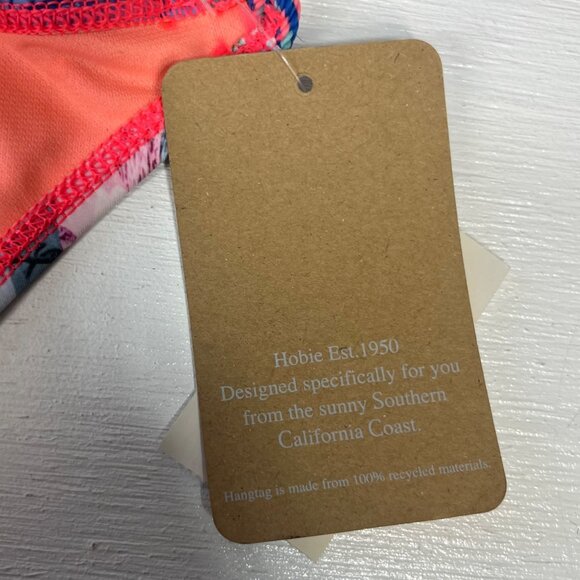 Hobie Est.1950
Designed specifically for you
from the sunny Southern
California Coast.
Hangtag is made from 100% recycled materials.